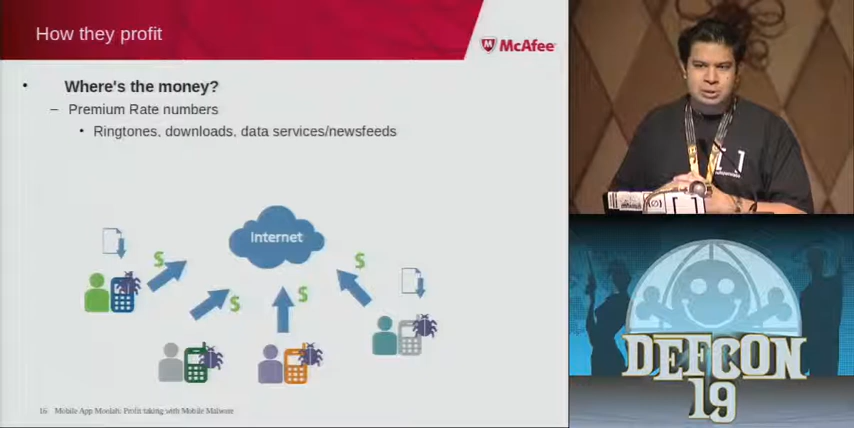 How they profit
McAfee
Where's the money?
– Premium Rate numbers
• Ringtones, downloads, data services/newsfeeds
Internet
$
$
$
$
16 Mobile App Moolah: Profit taking with Mobile Malware
DEFCON
19